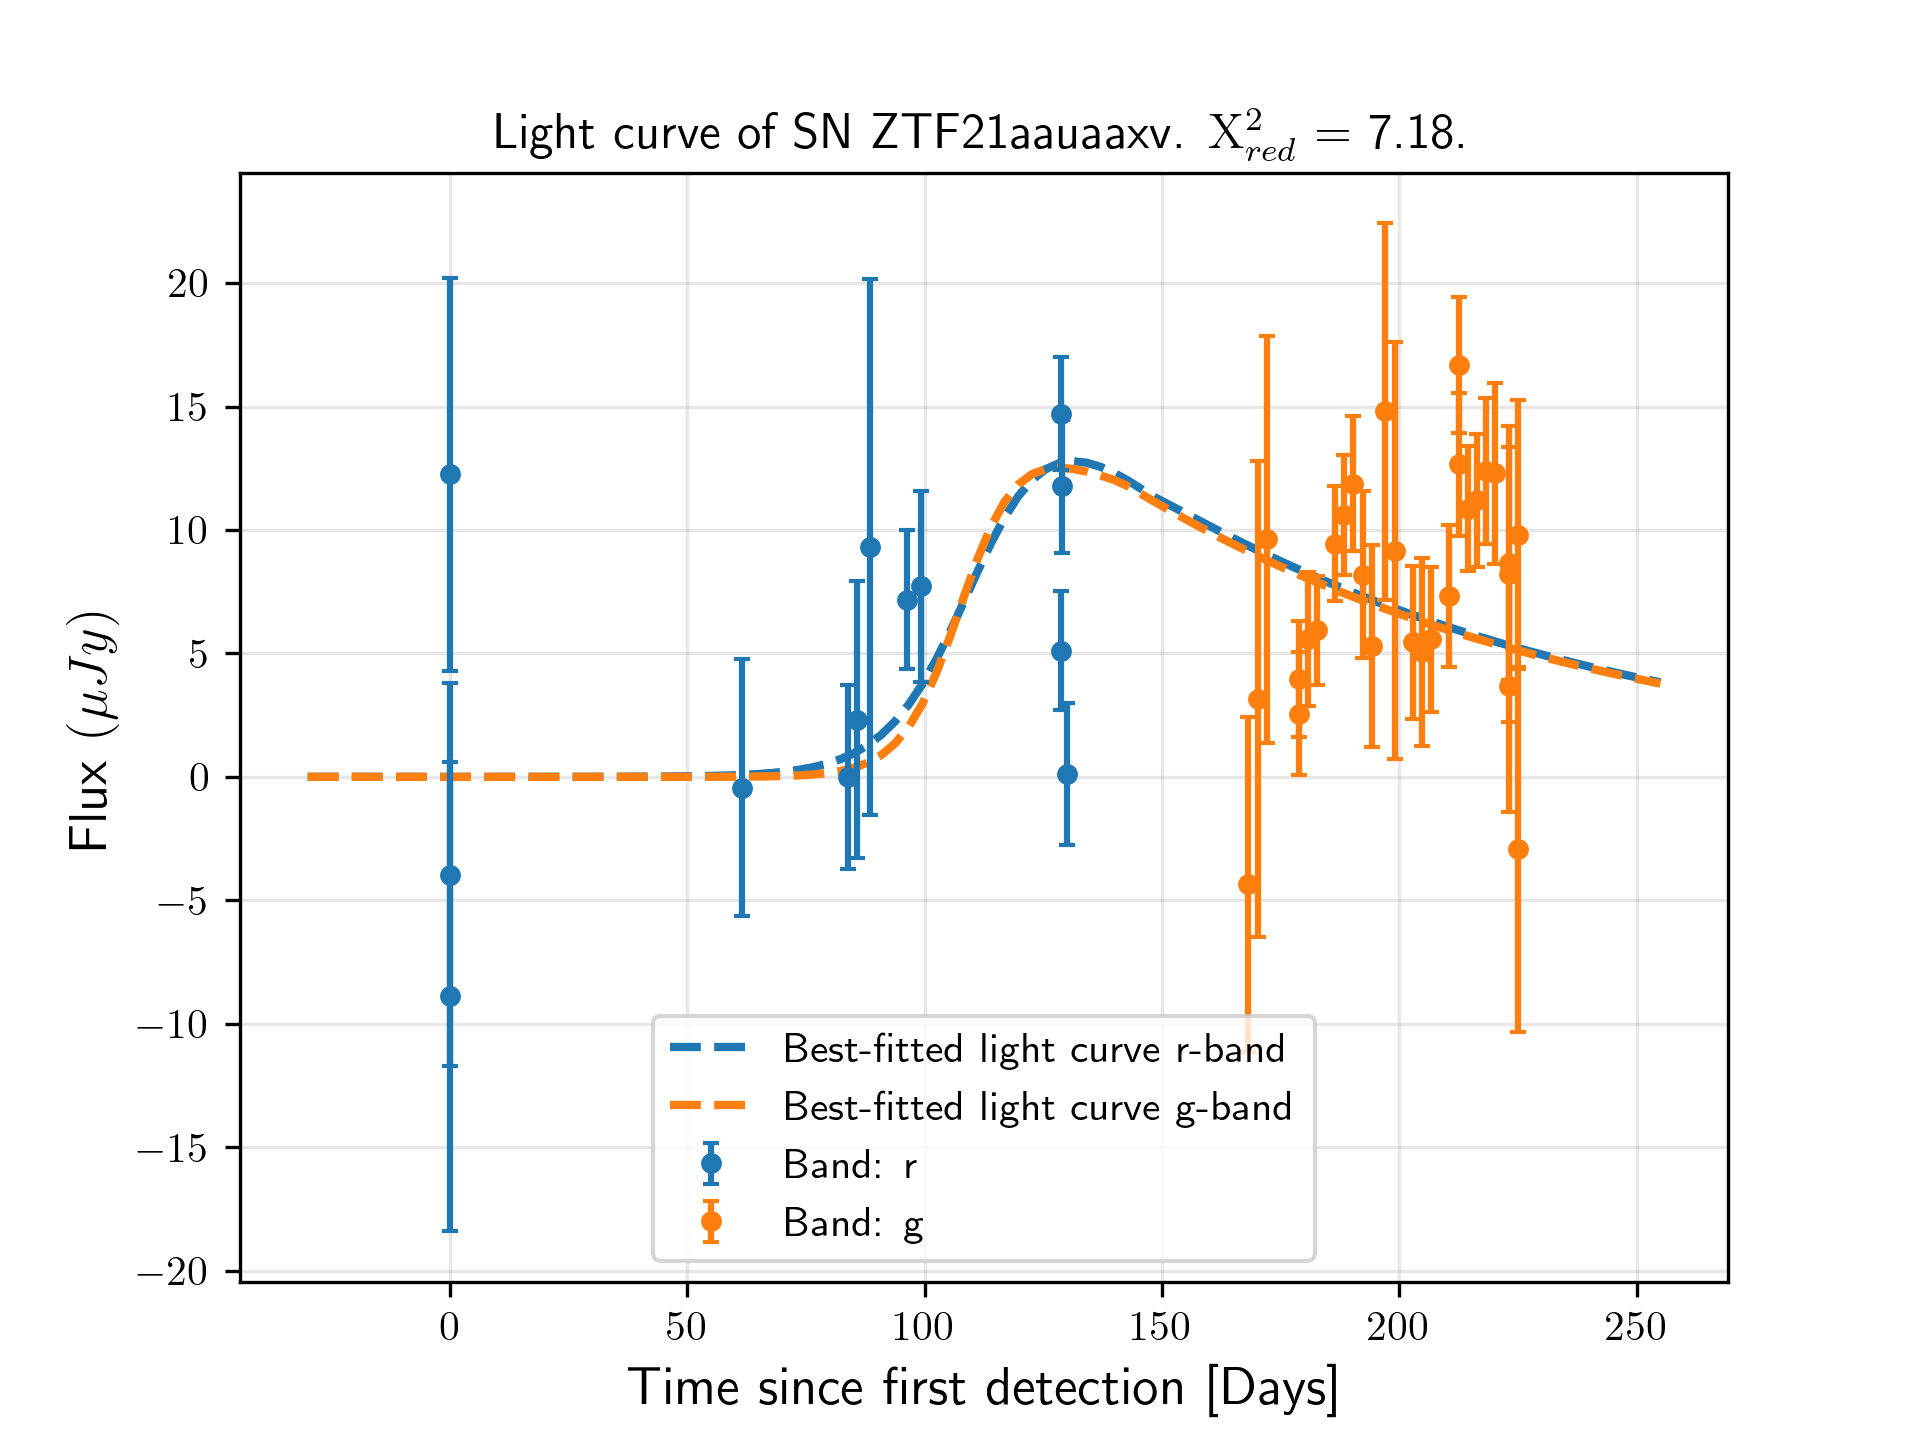 Light curve of SN ZTF21aauaaxv. X²red = 7.18.
Flux (μJy)
20
15
10
5
0
−5
−10
−15
−20
Best-fitted light curve r-band
Best-fitted light curve g-band
Band: r
Band: g
0 50 100 150 200 250
Time since first detection [Days]